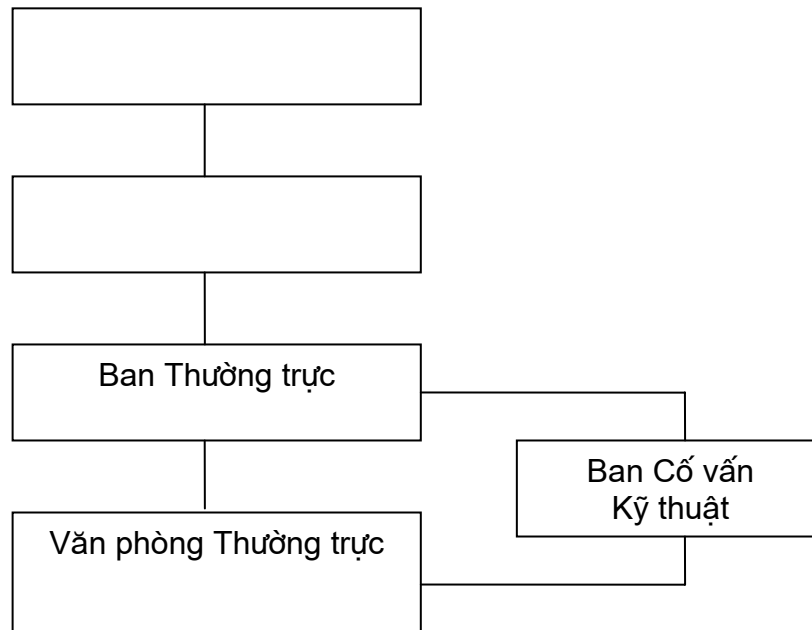 Ban Thường trực
Ban Cố vấn
Kỹ thuật
Văn phòng Thường trực